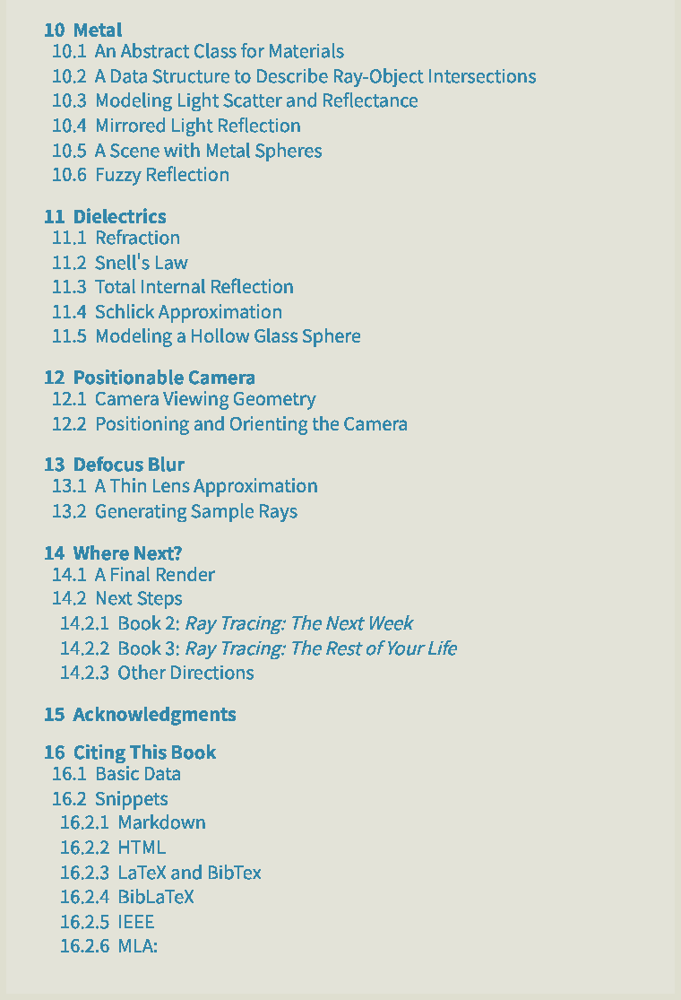 10 Metal
10.1 An Abstract Class for Materials
10.2 A Data Structure to Describe Ray-Object Intersections
10.3 Modeling Light Scatter and Reflectance
10.4 Mirrored Light Reflection
10.5 A Scene with Metal Spheres
10.6 Fuzzy Reflection
11 Dielectrics
11.1 Refraction
11.2 Snell's Law
11.3 Total Internal Reflection
11.4 Schlick Approximation
11.5 Modeling a Hollow Glass Sphere
12 Positionable Camera
12.1 Camera Viewing Geometry
12.2 Positioning and Orienting the Camera
13 Defocus Blur
13.1 A Thin Lens Approximation
13.2 Generating Sample Rays
14 Where Next?
14.1 A Final Render
14.2 Next Steps
14.2.1 Book 2: Ray Tracing: The Next Week
14.2.2 Book 3: Ray Tracing: The Rest of Your Life
14.2.3 Other Directions
15 Acknowledgments
16 Citing This Book
16.1 Basic Data
16.2 Snippets
16.2.1 Markdown
16.2.2 HTML
16.2.3 LaTeX and BibTex
16.2.4 BibLaTeX
16.2.5 IEEE
16.2.6 MLA: